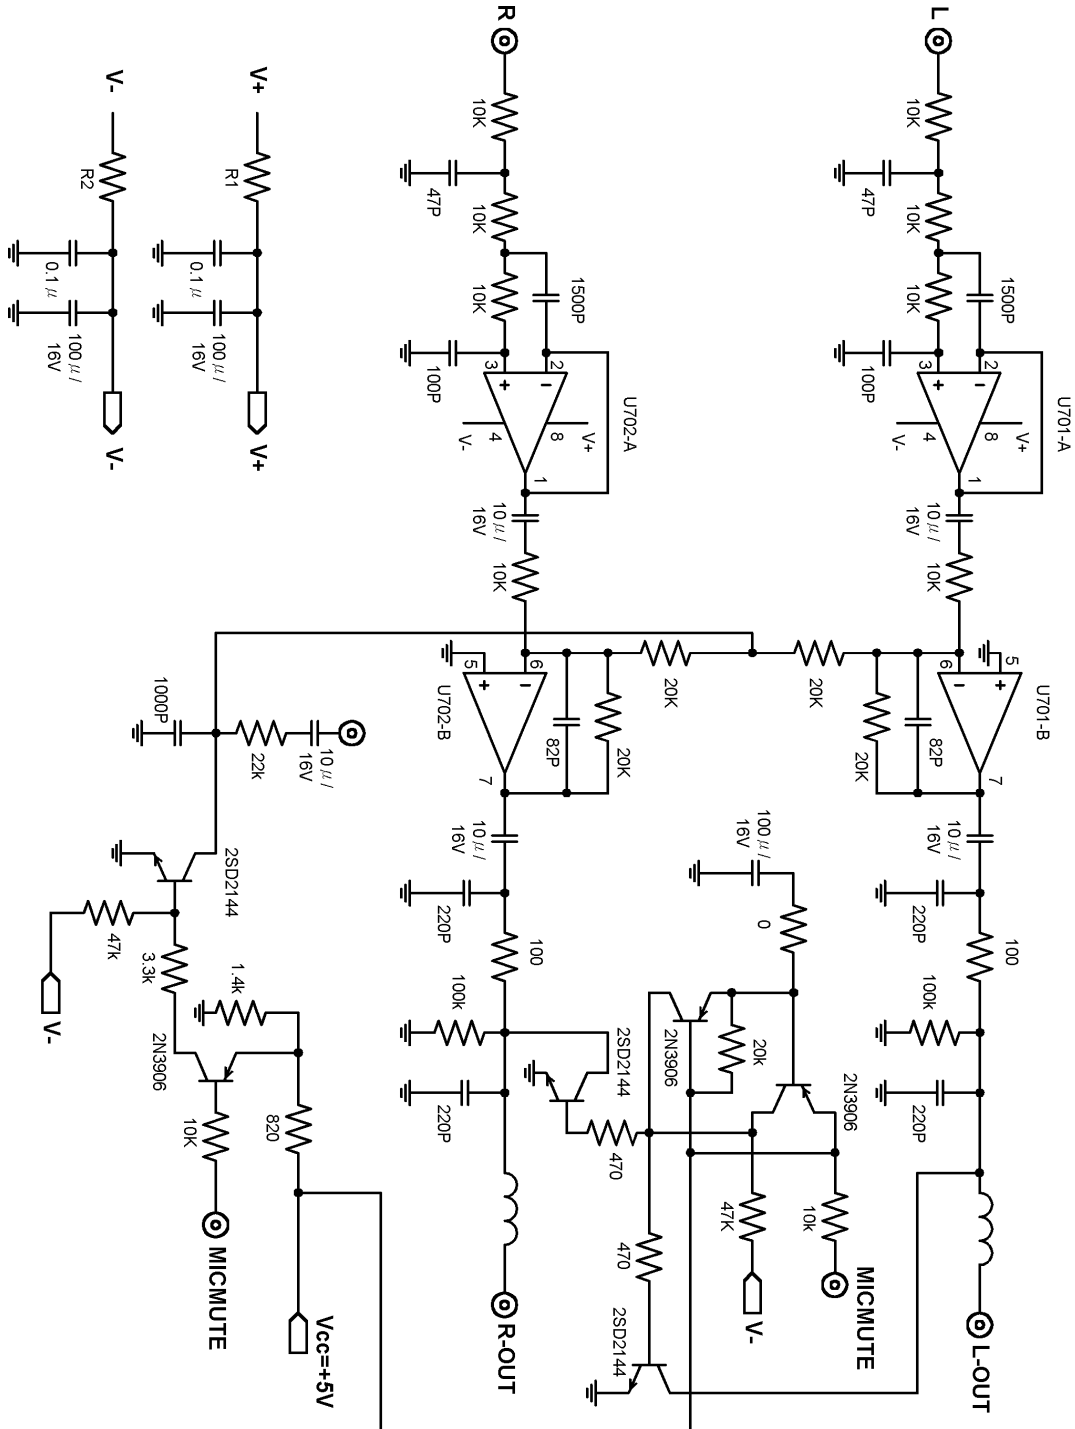 L
10K
47P
10K
10K
1500P
100P
3
2
+
−
U701-A
V-
4
8
V+
1
10μ/
16V
10K
6
5
−
+
U701-B
20K
20K
82P
7
10μ/
16V
220P
100
100k
220P
L-OUT
R
10K
47P
10K
10K
1500P
100P
3
2
+
−
U702-A
V-
4
8
V+
1
10μ/
16V
10K
5
6
+
−
U702-B
20K
20K
82P
7
10μ/
16V
220P
100
100k
220P
R-OUT
100μ/
16V
0
2N3906
20k
2N3906
2SD2144
470
47K
V-
10k
MICMUTE
470
2SD2144
V+
R1
0.1μ
100μ/
16V
V+
V-
R2
0.1μ
100μ/
16V
V-
1000P
22k
10μ/
16V
2SD2144
47k
V-
3.3k
1.4k
2N3906
10K
MICMUTE
820
Vcc=+5V